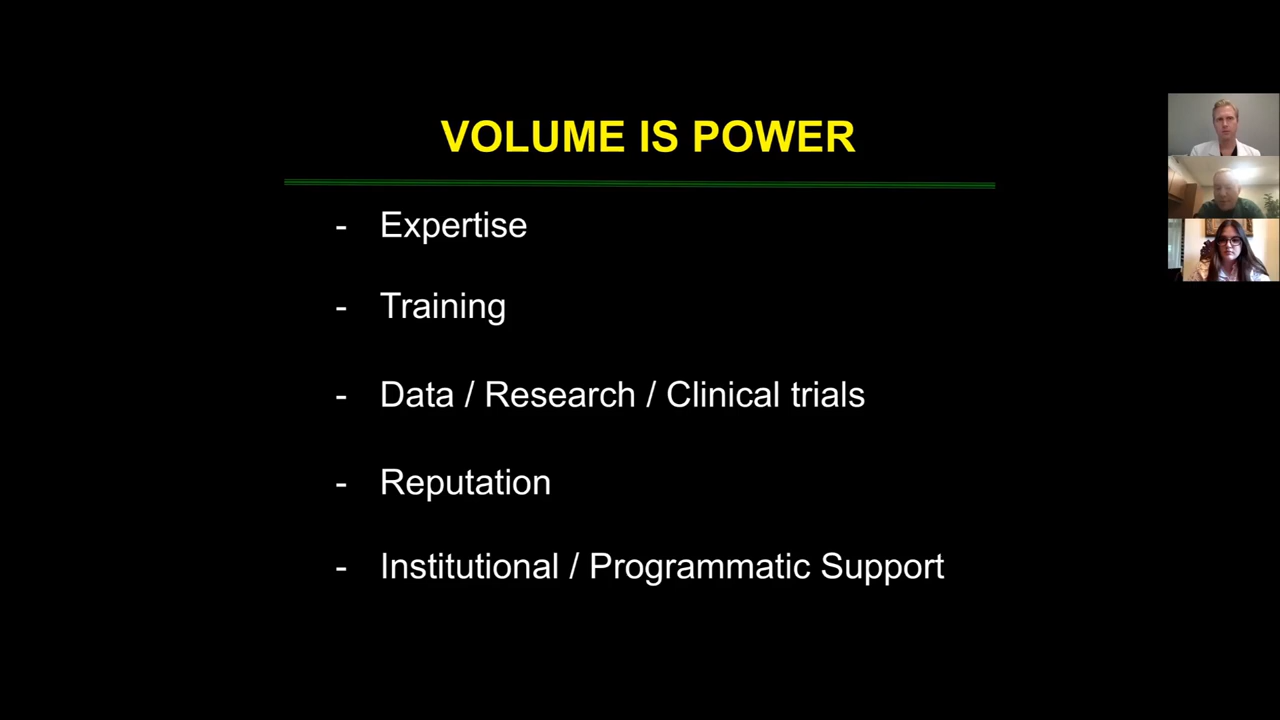 VOLUME IS POWER
- Expertise
- Training
- Data / Research / Clinical trials
- Reputation
- Institutional / Programmatic Support